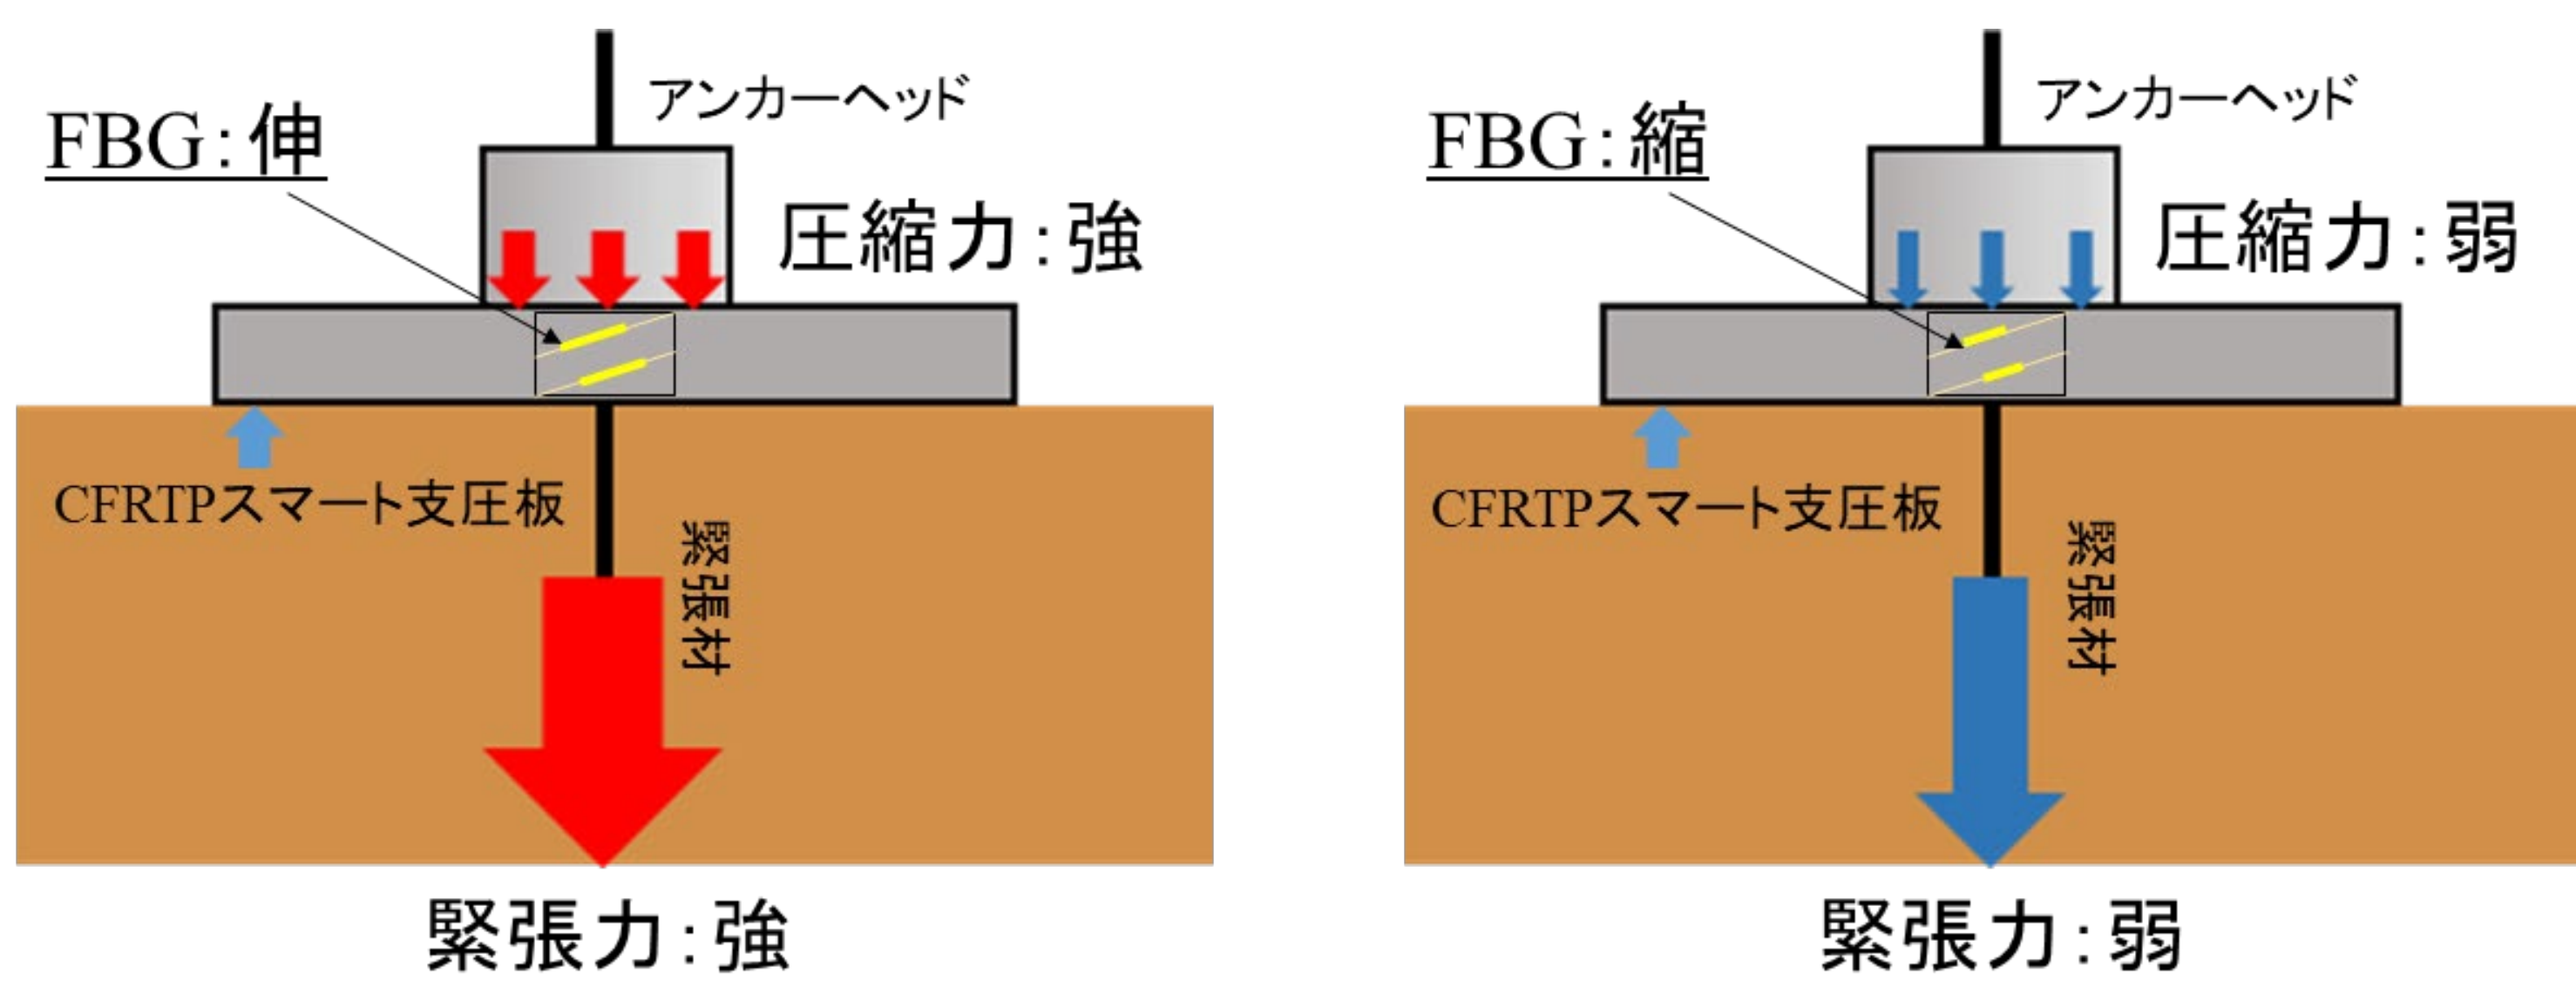 アンカーヘッド
FBG:伸
圧縮力:強
CFRTPスマート支圧板
緊張材
緊張力:強
アンカーヘッド
FBG:縮
圧縮力:弱
CFRTPスマート支圧板
緊張材
緊張力:弱